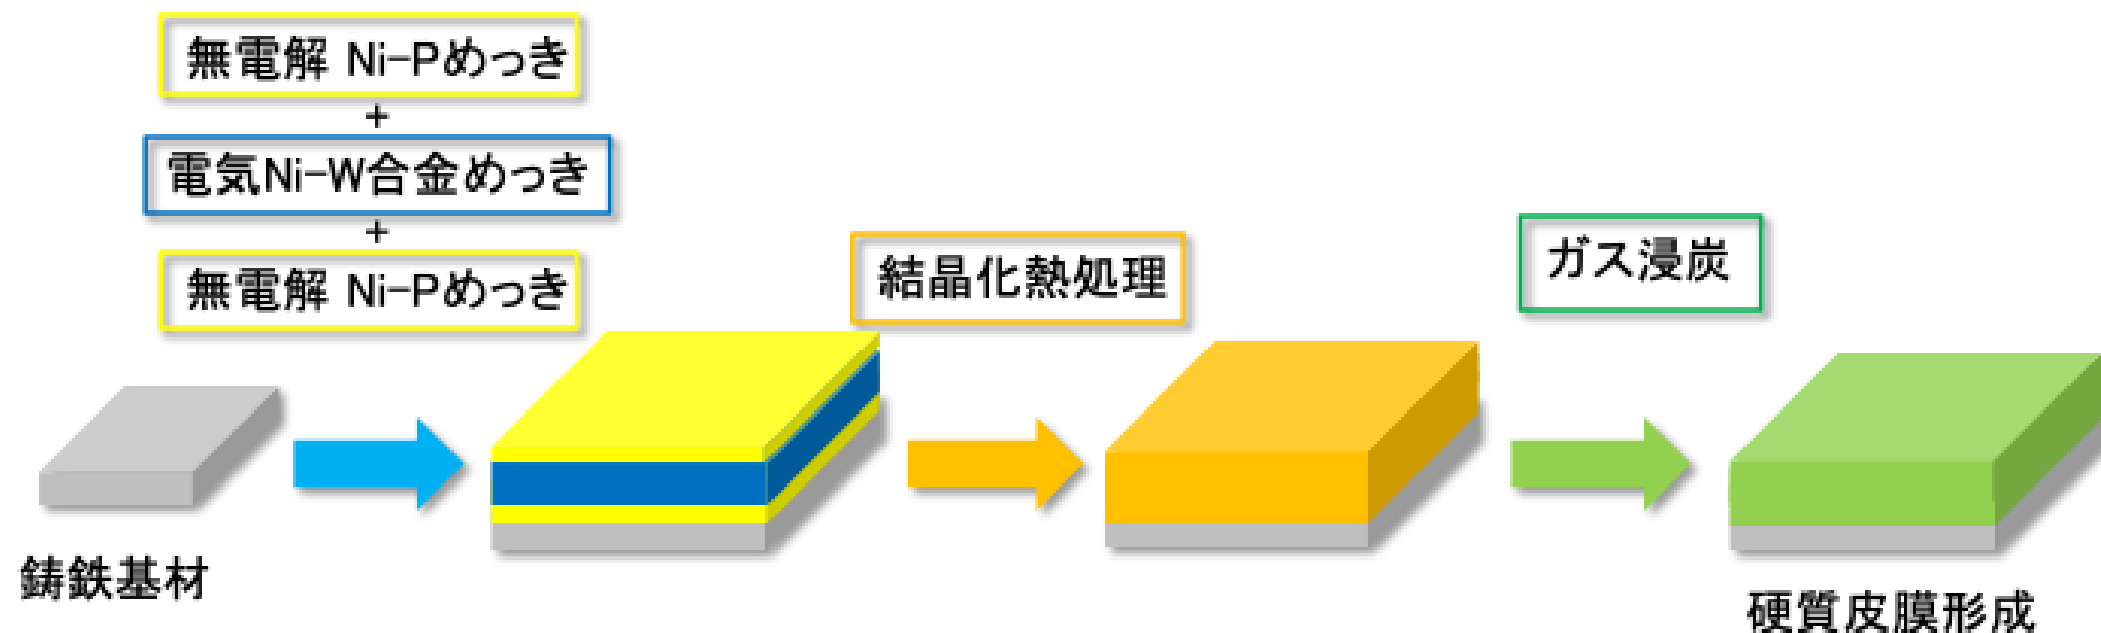 無電解 Ni-Pめっき
+
電気Ni-W合金めっき
+
無電解 Ni-Pめっき
結晶化熱処理
ガス浸炭
鋳鉄基材
硬質皮膜形成